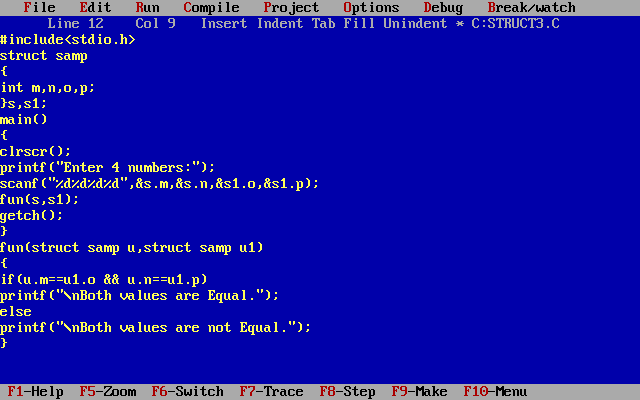 File Edit Run Compile Project Options Debug Break/watch
Line 12 Col 9 Insert Indent Tab Fill Unindent * C:STRUCT3.C
#include<stdio.h>
struct samp
{
int m,n,o,p;
}s,s1;
main()
{
clrscr();
printf("Enter 4 numbers:");
scanf("%d%d%d%d",&s.m,&s.n,&s1.o,&s1.p);
fun(s,s1);
getch();
}
fun(struct samp u,struct samp u1)
{
if(u.m==u1.o && u.n==u1.p)
printf("\nBoth values are Equal.");
else
printf("\nBoth values are not Equal.");
}
F1-Help F5-Zoom F6-Switch F7-Trace F8-Step F9-Make F10-Menu